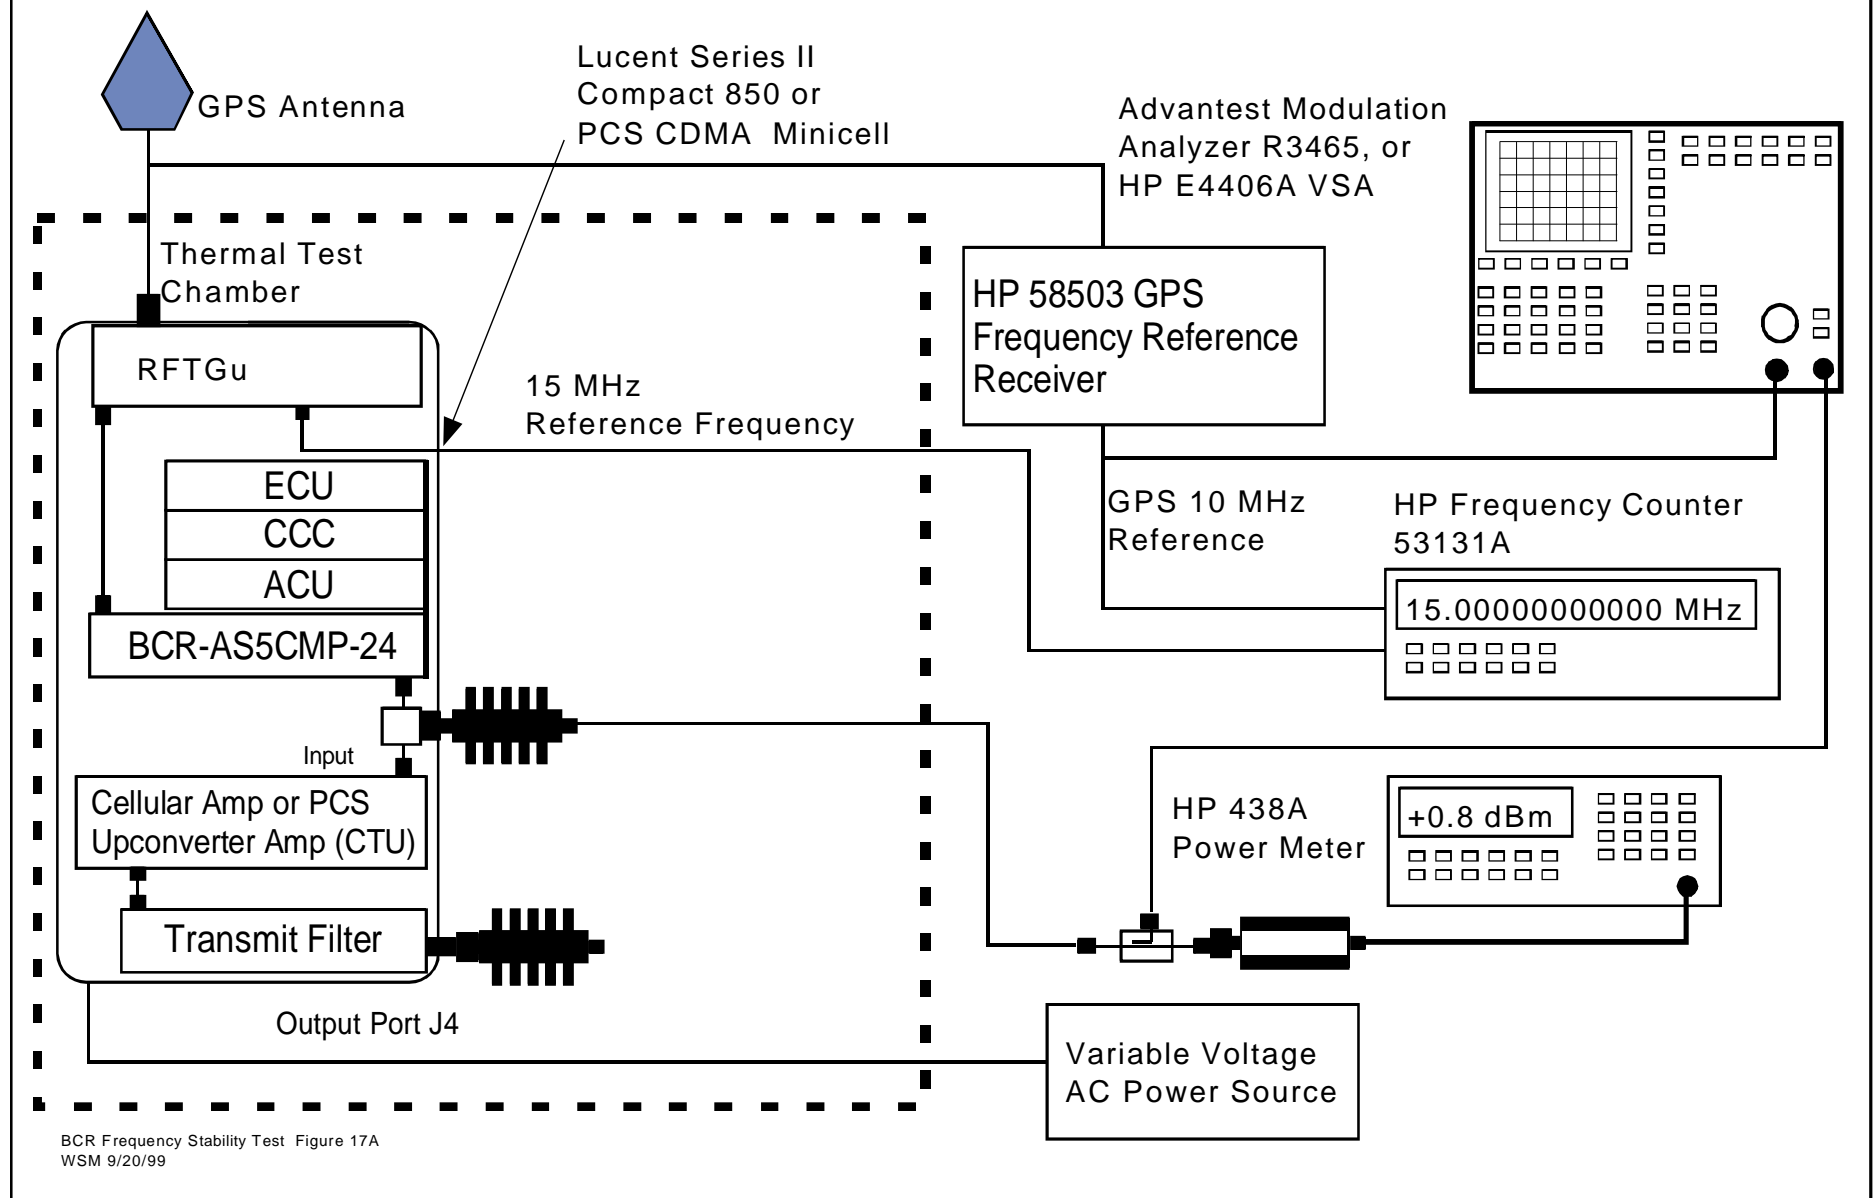 Lucent Series II
Compact 850 or
PCS CDMA Minicell
GPS Antenna
Advantest Modulation
Analyzer R3465, or
HP E4406A VSA
Thermal Test
Chamber
RFTGu
HP 58503 GPS
Frequency Reference
Receiver
15 MHz
Reference Frequency
ECU
CCC
ACU
BCR-AS5CMP-24
GPS 10 MHz
Reference
HP Frequency Counter
53131A
15.00000000000 MHz
Input
Cellular Amp or PCS
Upconverter Amp (CTU)
HP 438A
Power Meter
+0.8 dBm
Transmit Filter
Output Port J4
Variable Voltage
AC Power Source
BCR Frequency Stability Test Figure 17A
WSM 9/20/99